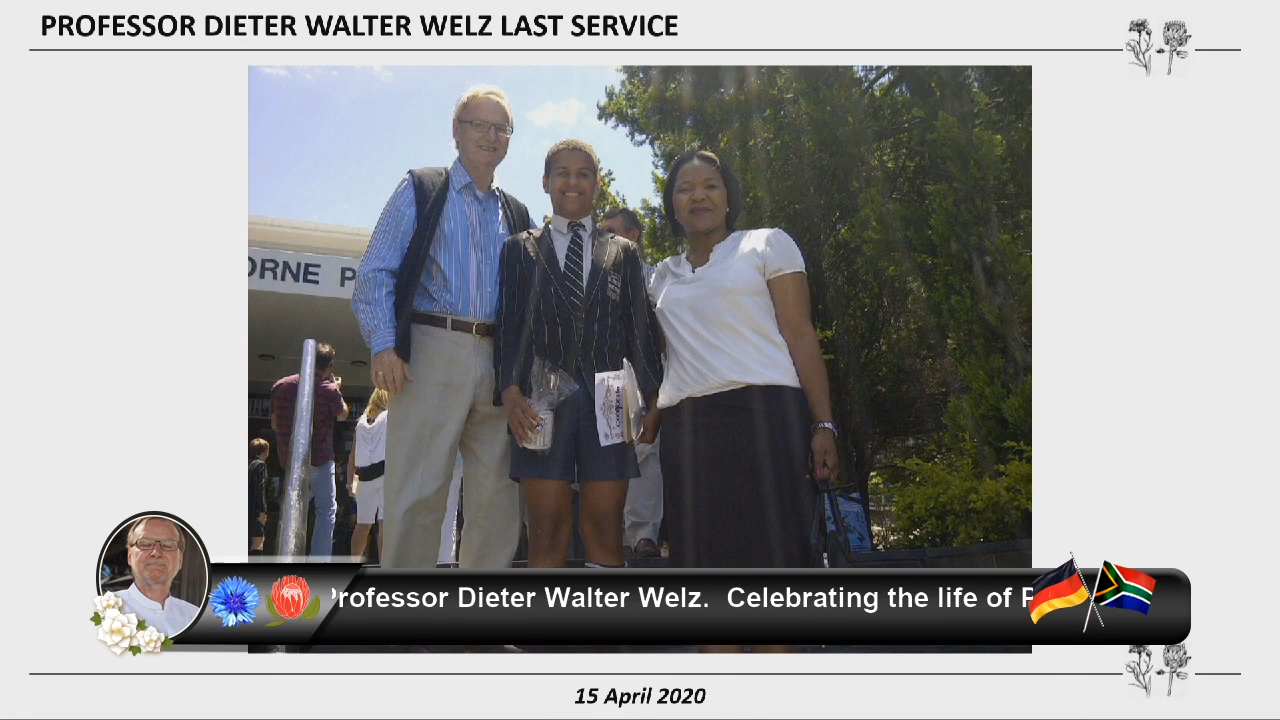 PROFESSOR DIETER WALTER WELZ LAST SERVICE
ORNE P
Professor Dieter Walter Welz.  Celebrating the life of P
15 April 2020